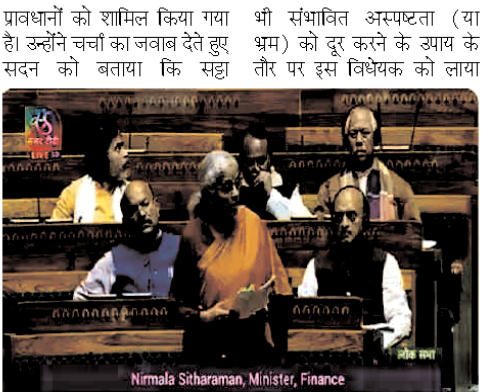 प्रावधानों को शामिल किया गया
है। उन्होंने चर्चा का जवाब देते हुए
सदन को बताया कि सट्टा
भी संभावित अस्पष्टता (या
भ्रम) को दूर करने के उपाय के
तौर पर इस विधेयक को लाया
संसद टीवी
लोक सभा
Nirmala Sitharaman, Minister, Finance